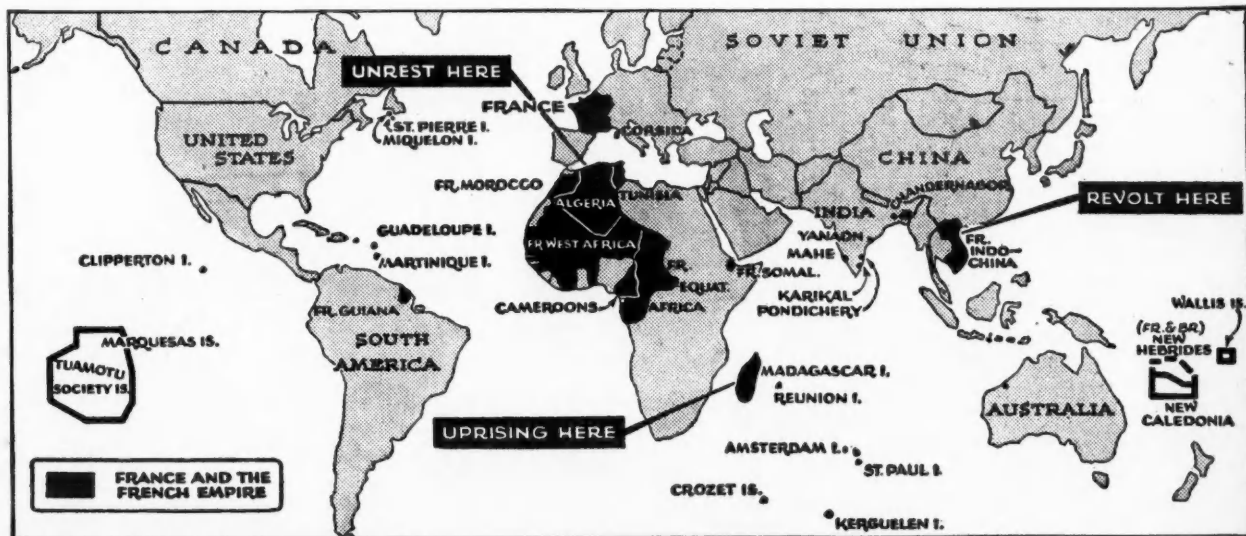 CANADA
SOVIET UNION
UNREST HERE
FRANCE
ST. PIERRE I.
MIQUELON I.
CORSICA
UNITED
STATES
CHINA
FR. MOROCCO
TUNISIA
ALGERIA
LANDERNAGOR
REVOLT HERE
INDIA
GUADELOUPE I.
MARTINIQUE I.
FR. WEST AFRICA
YANAON
MAHE
FR.
INDO-
CHINA
CLIPPERTON I.
FR.
EQUAT.
AFRICA
FR. SOMAL.
KARIKAL
PONDICHERY
CAMEROONS
WALLIS IS.
FR. GUIANA
(FR. & BR.)
NEW
HEBRIDES
MARQUESAS IS.
SOUTH
AMERICA
TUAMOTU
SOCIETY IS.
MADAGASCAR I.
REUNION I.
AUSTRALIA
NEW
CALEDONIA
UPRISING HERE
AMSTERDAM I.
ST. PAUL I.
FRANCE AND THE
FRENCH EMPIRE
CROZET IS.
KERGUELEN I.